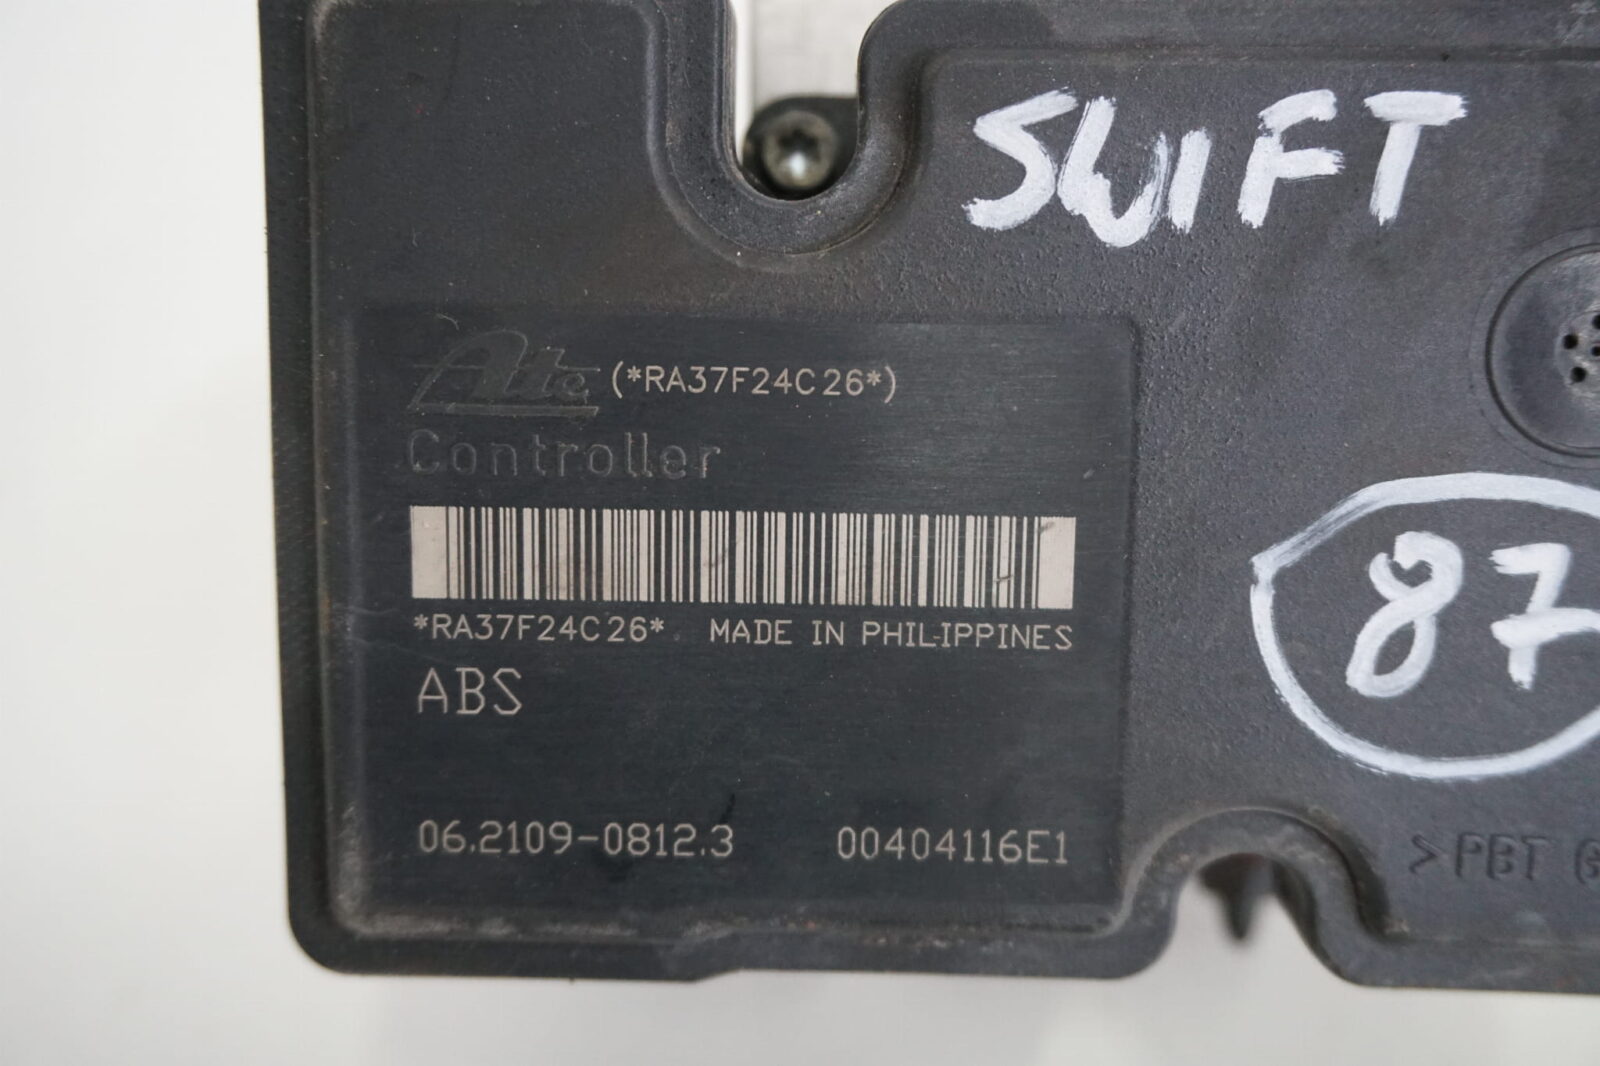 SWIFT
Ate (*RA37F24C26*)
Controller
*RA37F24C26* MADE IN PHILIPPINES
87
ABS
06.2109-0812.3 00404116E1
>PBT G